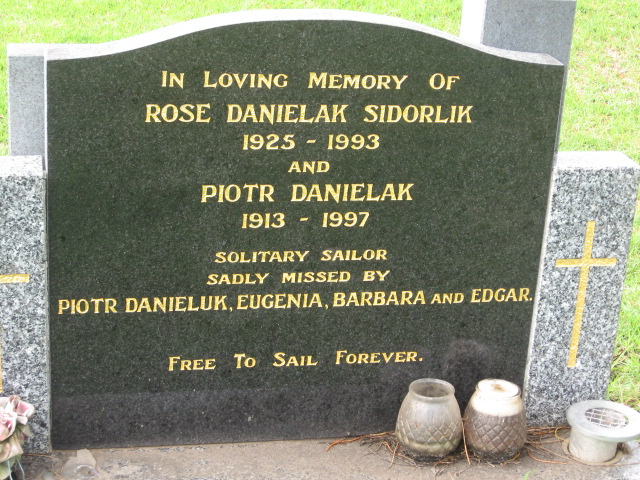 In Loving Memory Of
ROSE DANIELAK SIDORLIK
1925 - 1993
AND
PIOTR DANIELAK
1913 - 1997
SOLITARY SAILOR
SADLY MISSED BY
PIOTR DANIELUK, EUGENIA, BARBARA AND EDGAR.
Free To Sail Forever.